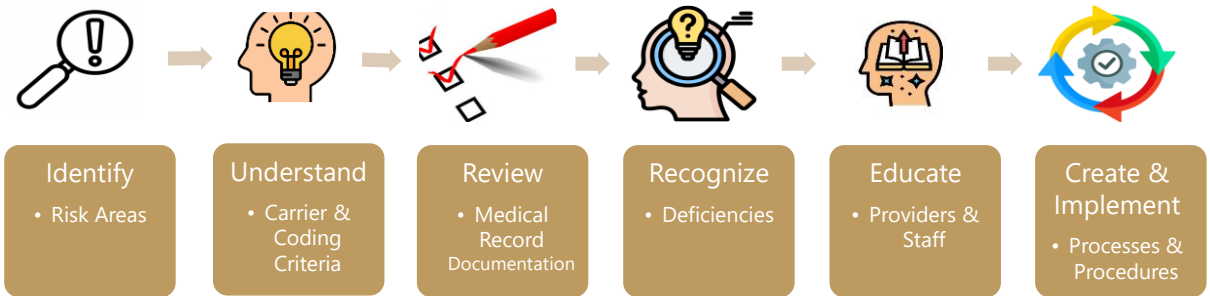 Identify
• Risk Areas
Understand
• Carrier &
Coding
Criteria
Review
• Medical
Record
Documentation
Recognize
• Deficiencies
Educate
• Providers &
Staff
Create &
Implement
• Processes &
Procedures